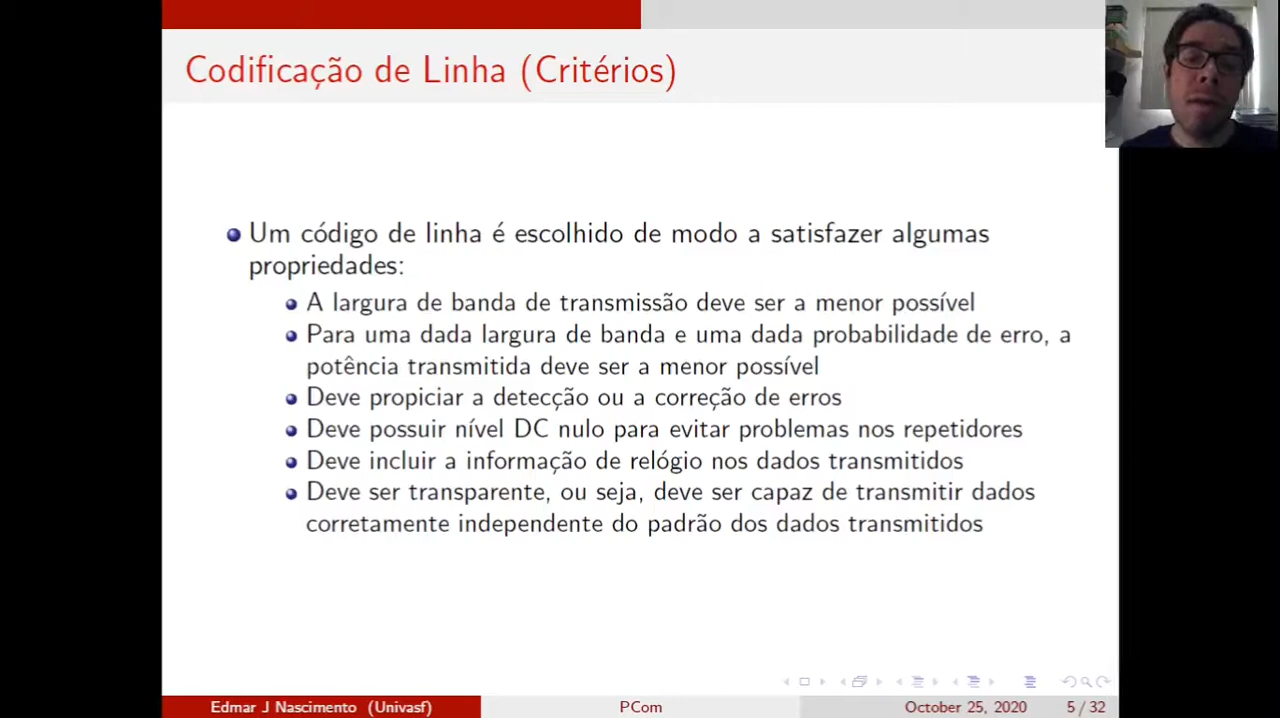 Codificação de Linha (Critérios)
Um código de linha é escolhido de modo a satisfazer algumas
propriedades:
A largura de banda de transmissão deve ser a menor possível
Para uma dada largura de banda e uma dada probabilidade de erro, a
potência transmitida deve ser a menor possível
Deve propiciar a detecção ou a correção de erros
Deve possuir nível DC nulo para evitar problemas nos repetidores
Deve incluir a informação de relógio nos dados transmitidos
Deve ser transparente, ou seja, deve ser capaz de transmitir dados
corretamente independente do padrão dos dados transmitidos
Edmar J Nascimento (Univasf) PCom October 25, 2020 5 / 32